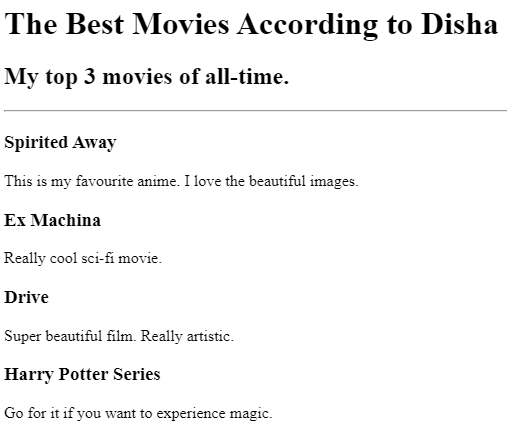 The Best Movies According to Disha
My top 3 movies of all-time.
Spirited Away
This is my favourite anime. I love the beautiful images.
Ex Machina
Really cool sci-fi movie.
Drive
Super beautiful film. Really artistic.
Harry Potter Series
Go for it if you want to experience magic.